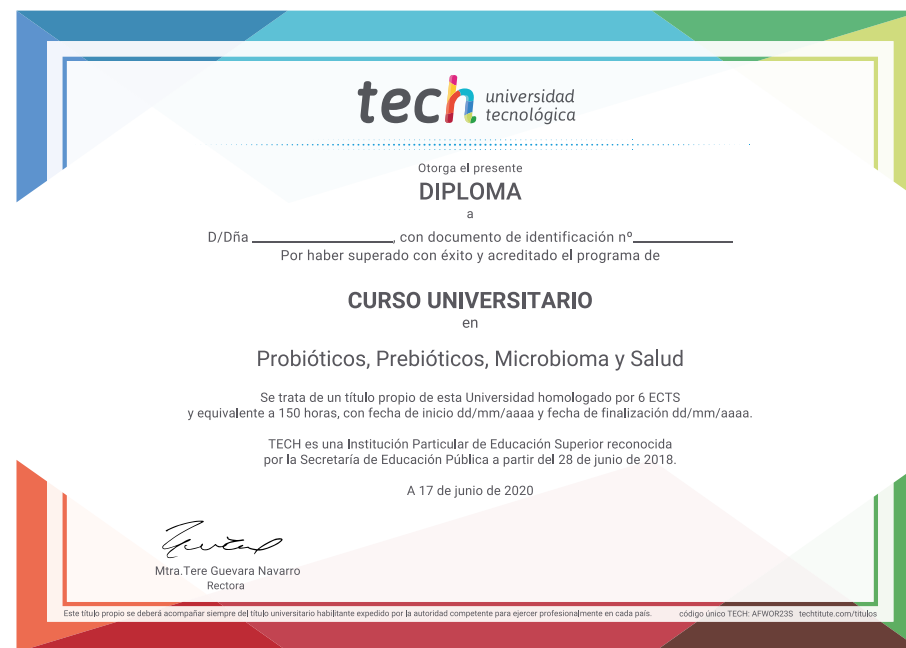 tech universidad
tecnológica
Otorga el presente
DIPLOMA
a
D/Dña ____________________, con documento de identificación nº______________
Por haber superado con éxito y acreditado el programa de
CURSO UNIVERSITARIO
en
Probióticos, Prebióticos, Microbioma y Salud
Se trata de un título propio de esta Universidad homologado por 6 ECTS
y equivalente a 150 horas, con fecha de inicio dd/mm/aaaa y fecha de finalización dd/mm/aaaa.
TECH es una Institución Particular de Educación Superior reconocida
por la Secretaría de Educación Pública a partir del 28 de junio de 2018.
A 17 de junio de 2020
Mtra.Tere Guevara Navarro
Rectora
Este título propio se deberá acompañar siempre del título universitario habilitante expedido por la autoridad competente para ejercer profesionalmente en cada país. código único TECH: AFWOR23S techtitute.com/titulos